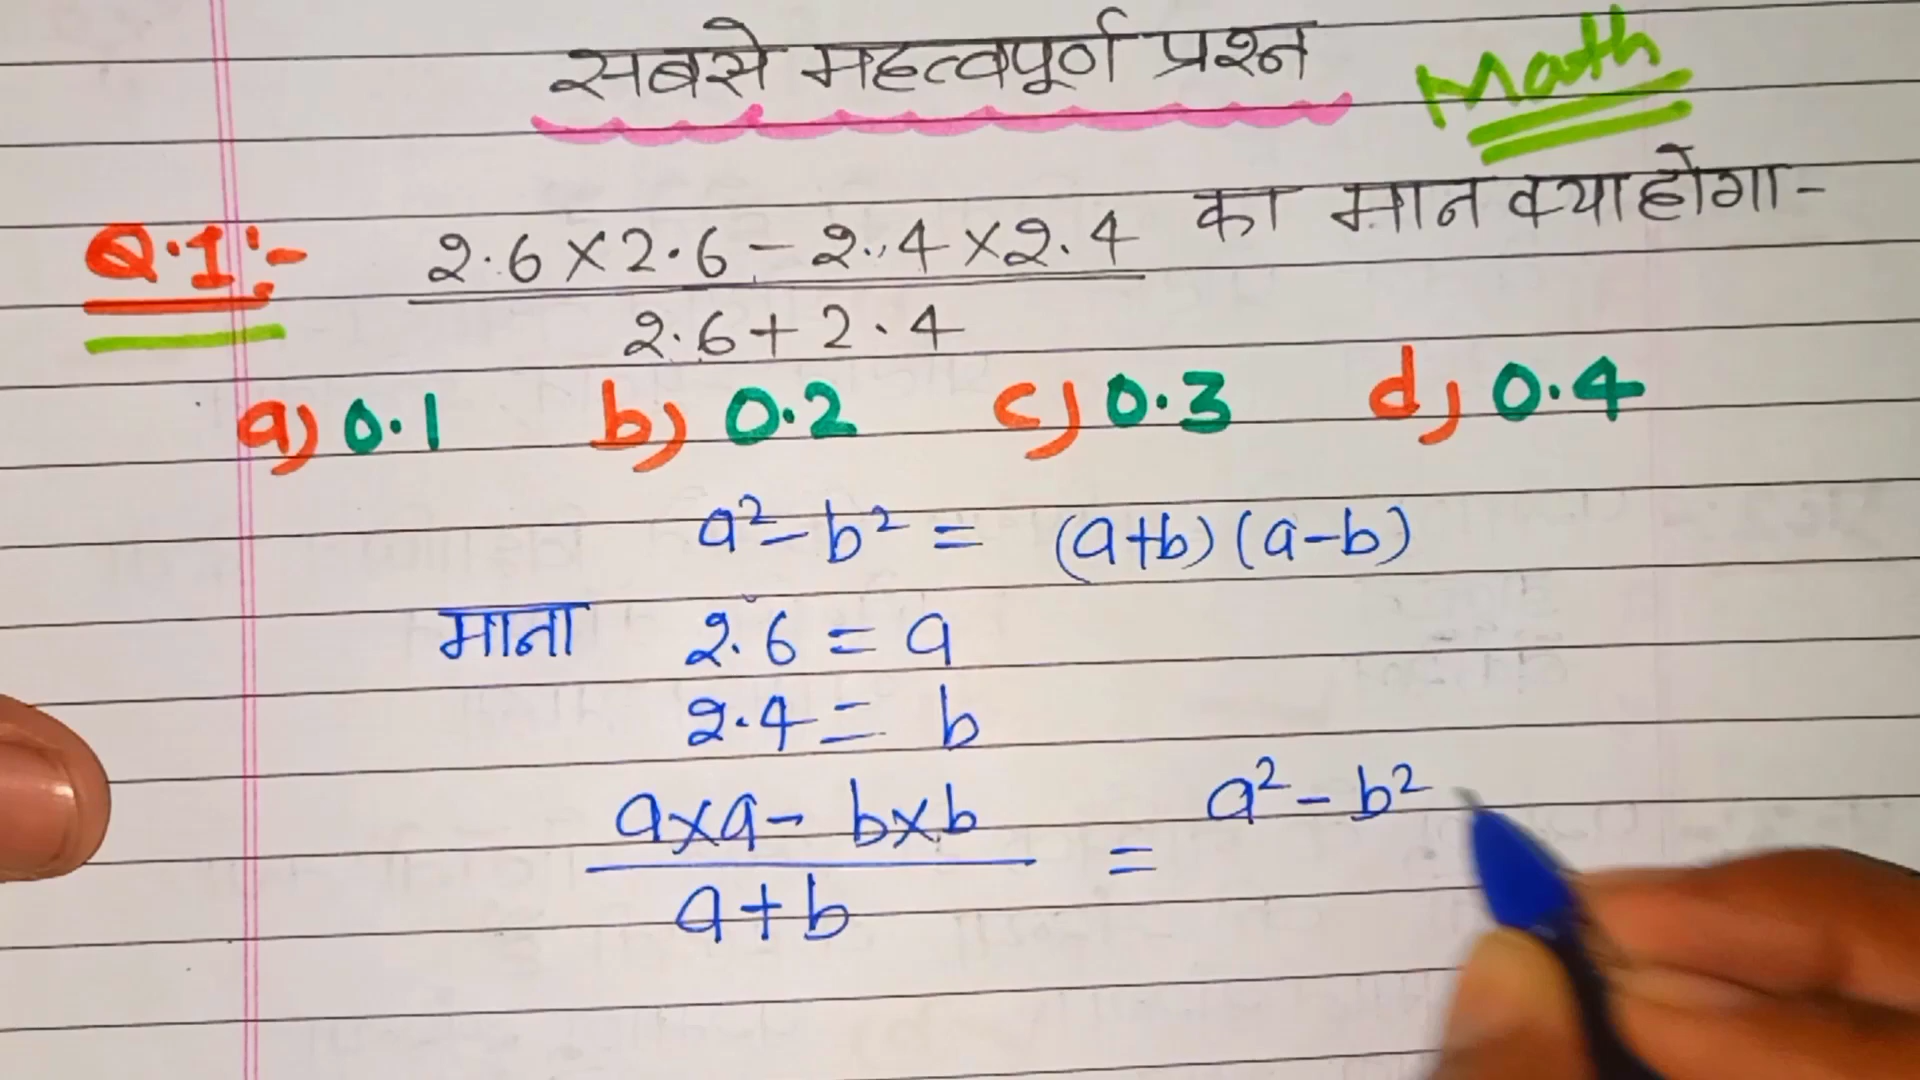 सबसे महत्वपूर्ण प्रश्न
Math
Q.1:- 2.6×2.6-2.4×2.4 का मान क्या होगा-
2.6+2.4
a) 0.1 b) 0.2 c) 0.3 d) 0.4
a²-b² = (a+b)(a-b)
माना 2.6 = a
2.4 = b
a×a- b×b = a²-b²
a+b